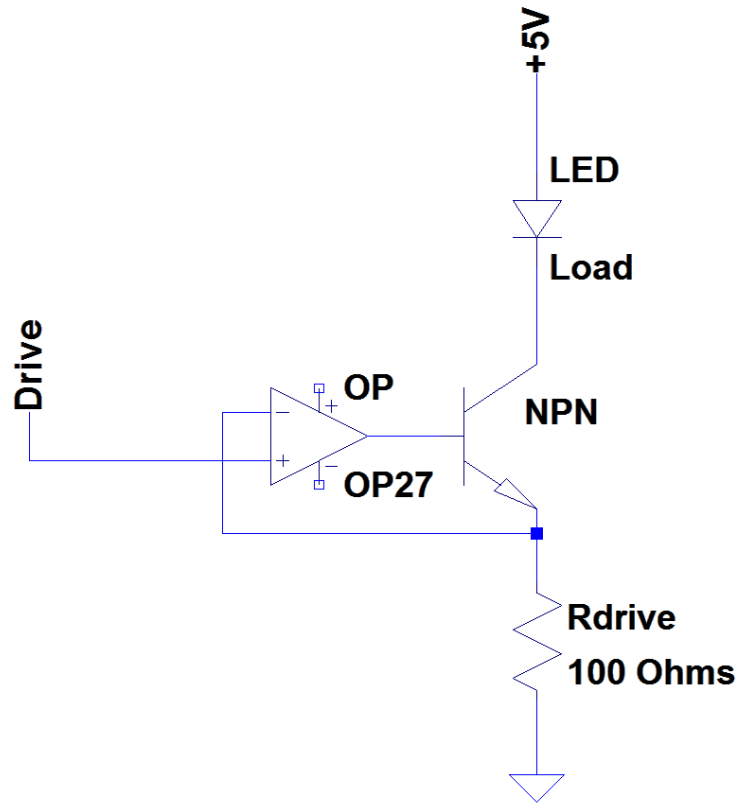 +5V
LED
Load
Drive
OP
+
−
NPN
+
−
OP27
Rdrive
100 Ohms